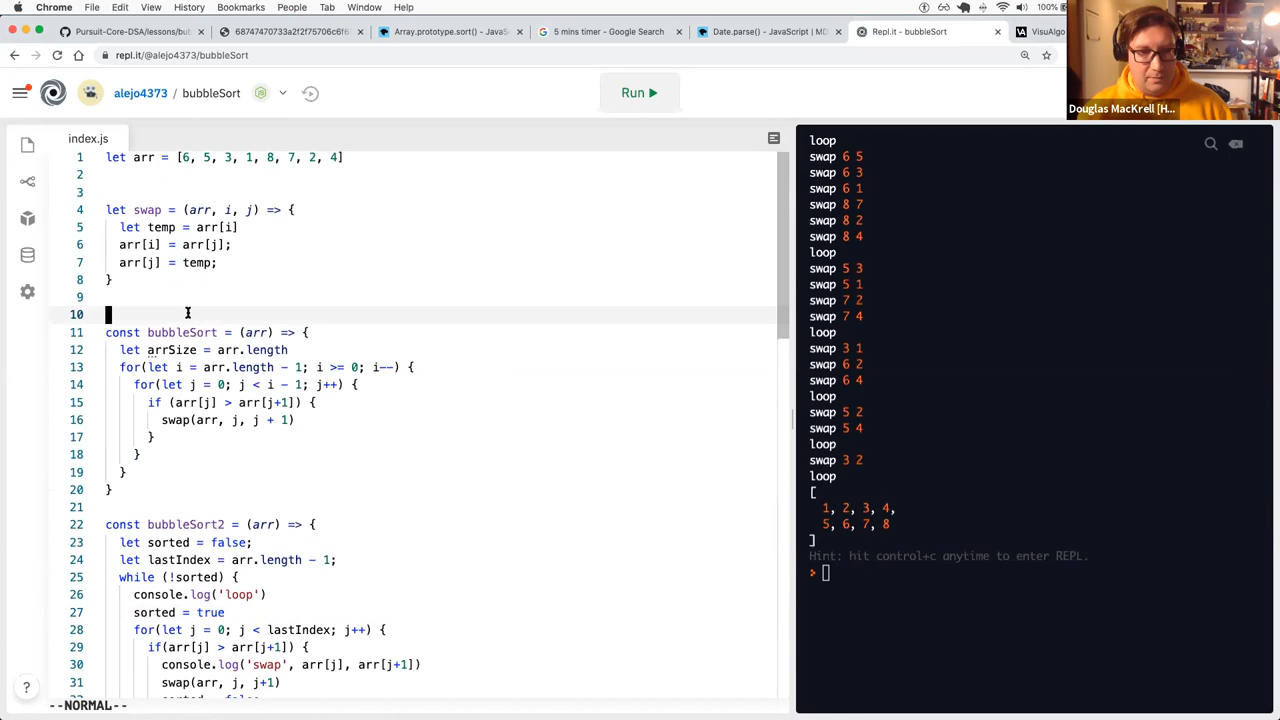 Chrome File Edit View History Bookmarks People Tab Window Help 100%
Pursuit-Core-DSA/lessons/bub
68747470733a2f2f75706c6f6
Array.prototype.sort() - JavaS
5 mins timer - Google Search
Date.parse() - JavaScript | MD
Repl.it - bubbleSort
VisuAlgo
https://repl.it/@alejo4373/bubbleSort
alejo4373 / bubbleSort
Run
Douglas MacKrell [H...
index.js
1 let arr = [6, 5, 3, 1, 8, 7, 2, 4]
2
3
4 let swap = (arr, i, j) => {
5 let temp = arr[i]
6 arr[i] = arr[j];
7 arr[j] = temp;
8 }
9
10
11 const bubbleSort = (arr) => {
12 let arrSize = arr.length
13 for(let i = arr.length - 1; i >= 0; i--) {
14 for(let j = 0; j < i - 1; j++) {
15 if (arr[j] > arr[j+1]) {
16 swap(arr, j, j + 1)
17 }
18 }
19 }
20 }
21
22 const bubbleSort2 = (arr) => {
23 let sorted = false;
24 let lastIndex = arr.length - 1;
25 while (!sorted) {
26 console.log('loop')
27 sorted = true
28 for(let j = 0; j < lastIndex; j++) {
29 if(arr[j] > arr[j+1]) {
30 console.log('swap', arr[j], arr[j+1])
31 swap(arr, j, j+1)
--NORMAL--
loop
swap 6 5
swap 6 3
swap 6 1
swap 8 7
swap 8 2
swap 8 4
loop
swap 5 3
swap 5 1
swap 7 2
swap 7 4
loop
swap 3 1
swap 6 2
swap 6 4
loop
swap 5 2
swap 5 4
loop
swap 3 2
loop
[
1, 2, 3, 4,
5, 6, 7, 8
]
Hint: hit control+c anytime to enter REPL.
>